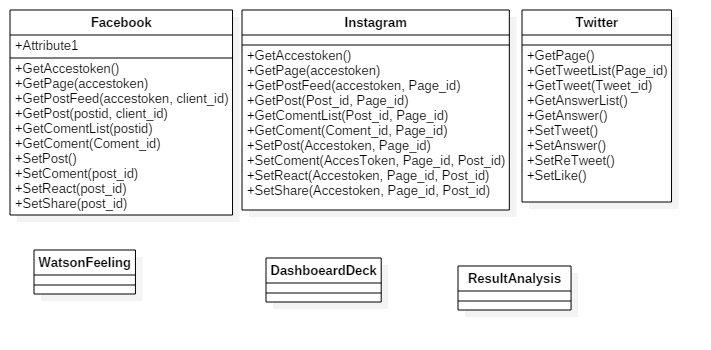 Facebook
+Attribute1
+GetAccestoken()
+GetPage(accestoken)
+GetPostFeed(accestoken, client_id)
+GetPost(postid, client_id)
+GetComentList(postid)
+GetComent(Coment_id)
+SetPost()
+SetComent(post_id)
+SetReact(post_id)
+SetShare(post_id)
Instagram
+GetAccestoken()
+GetPage(accestoken)
+GetPostFeed(accestoken, Page_id)
+GetPost(Post_id, Page_id)
+GetComentList(Post_id, Page_id)
+GetComent(Coment_id, Page_id)
+SetPost(Accestoken, Page_id)
+SetComent(AccesToken, Page_id, Post_id)
+SetReact(Accestoken, Page_id, Post_id)
+SetShare(Accestoken, Page_id, Post_id)
Twitter
+GetPage()
+GetTweetList(Page_id)
+GetTweet(Tweet_id)
+GetAnswerList()
+GetAnswer()
+SetTweet()
+SetAnswer()
+SetReTweet()
+SetLike()
WatsonFeeling
DashboeardDeck
ResultAnalysis